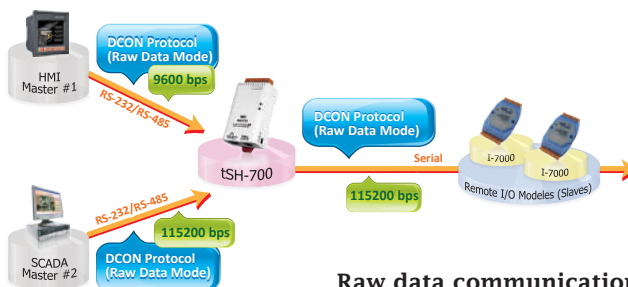 DCON Protocol
(Raw Data Mode)
9600 bps
HMI
Master #1
RS-232/RS-485
DCON Protocol
(Raw Data Mode)
tSH-700
Serial
115200 bps
I-7000
I-7000
Remote I/O Modeles (Slaves)
RS-232/RS-485
115200 bps
DCON Protocol
(Raw Data Mode)
SCADA
Master #2
Raw data communication